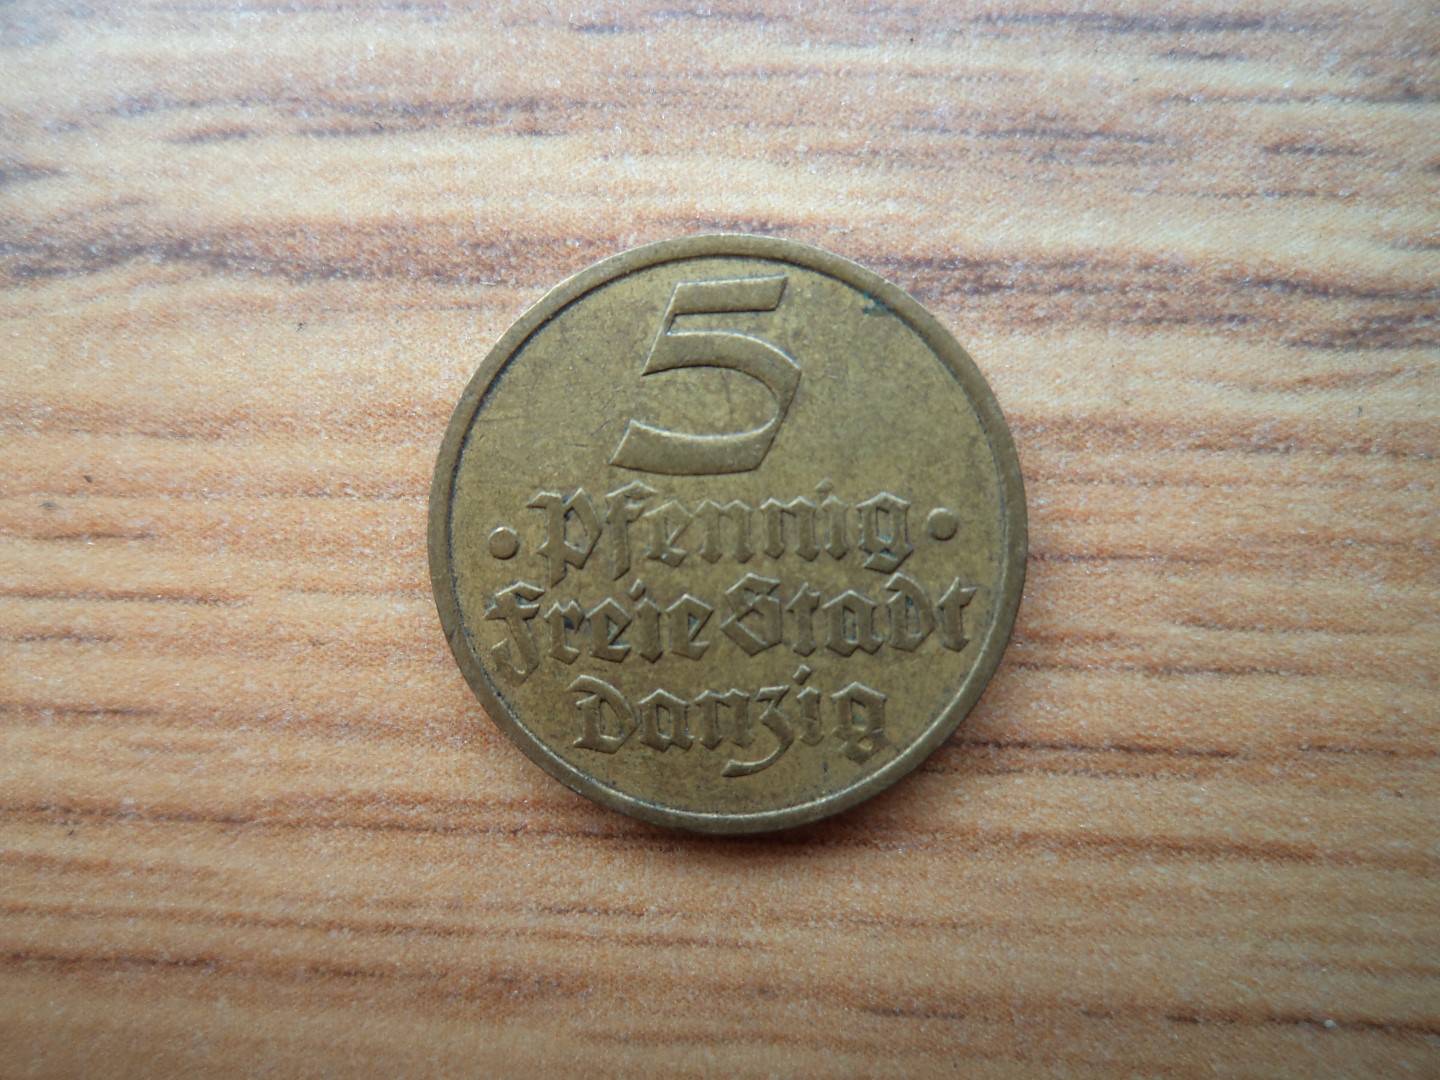 5
· Pfennig ·
Freie Stadt
Danzig